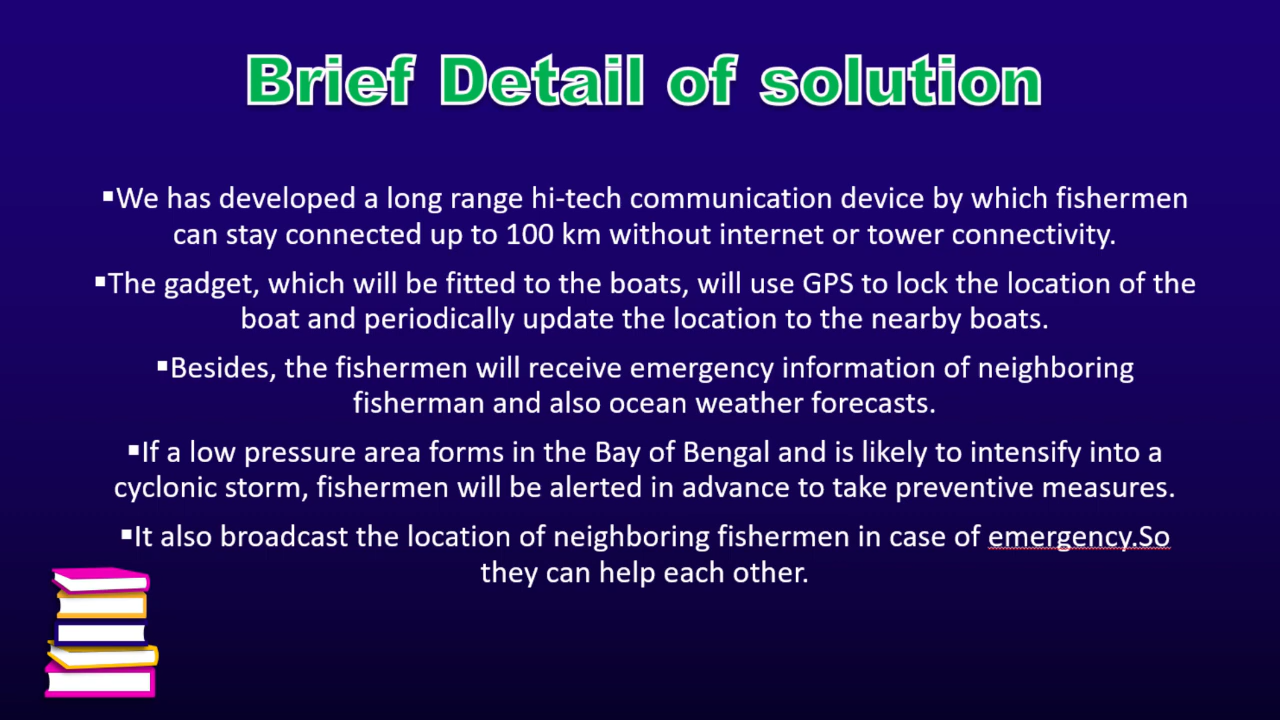 Brief Detail of solution
▪We has developed a long range hi-tech communication device by which fishermen
can stay connected up to 100 km without internet or tower connectivity.
▪The gadget, which will be fitted to the boats, will use GPS to lock the location of the
boat and periodically update the location to the nearby boats.
▪Besides, the fishermen will receive emergency information of neighboring
fisherman and also ocean weather forecasts.
▪If a low pressure area forms in the Bay of Bengal and is likely to intensify into a
cyclonic storm, fishermen will be alerted in advance to take preventive measures.
▪It also broadcast the location of neighboring fishermen in case of emergency.So
they can help each other.